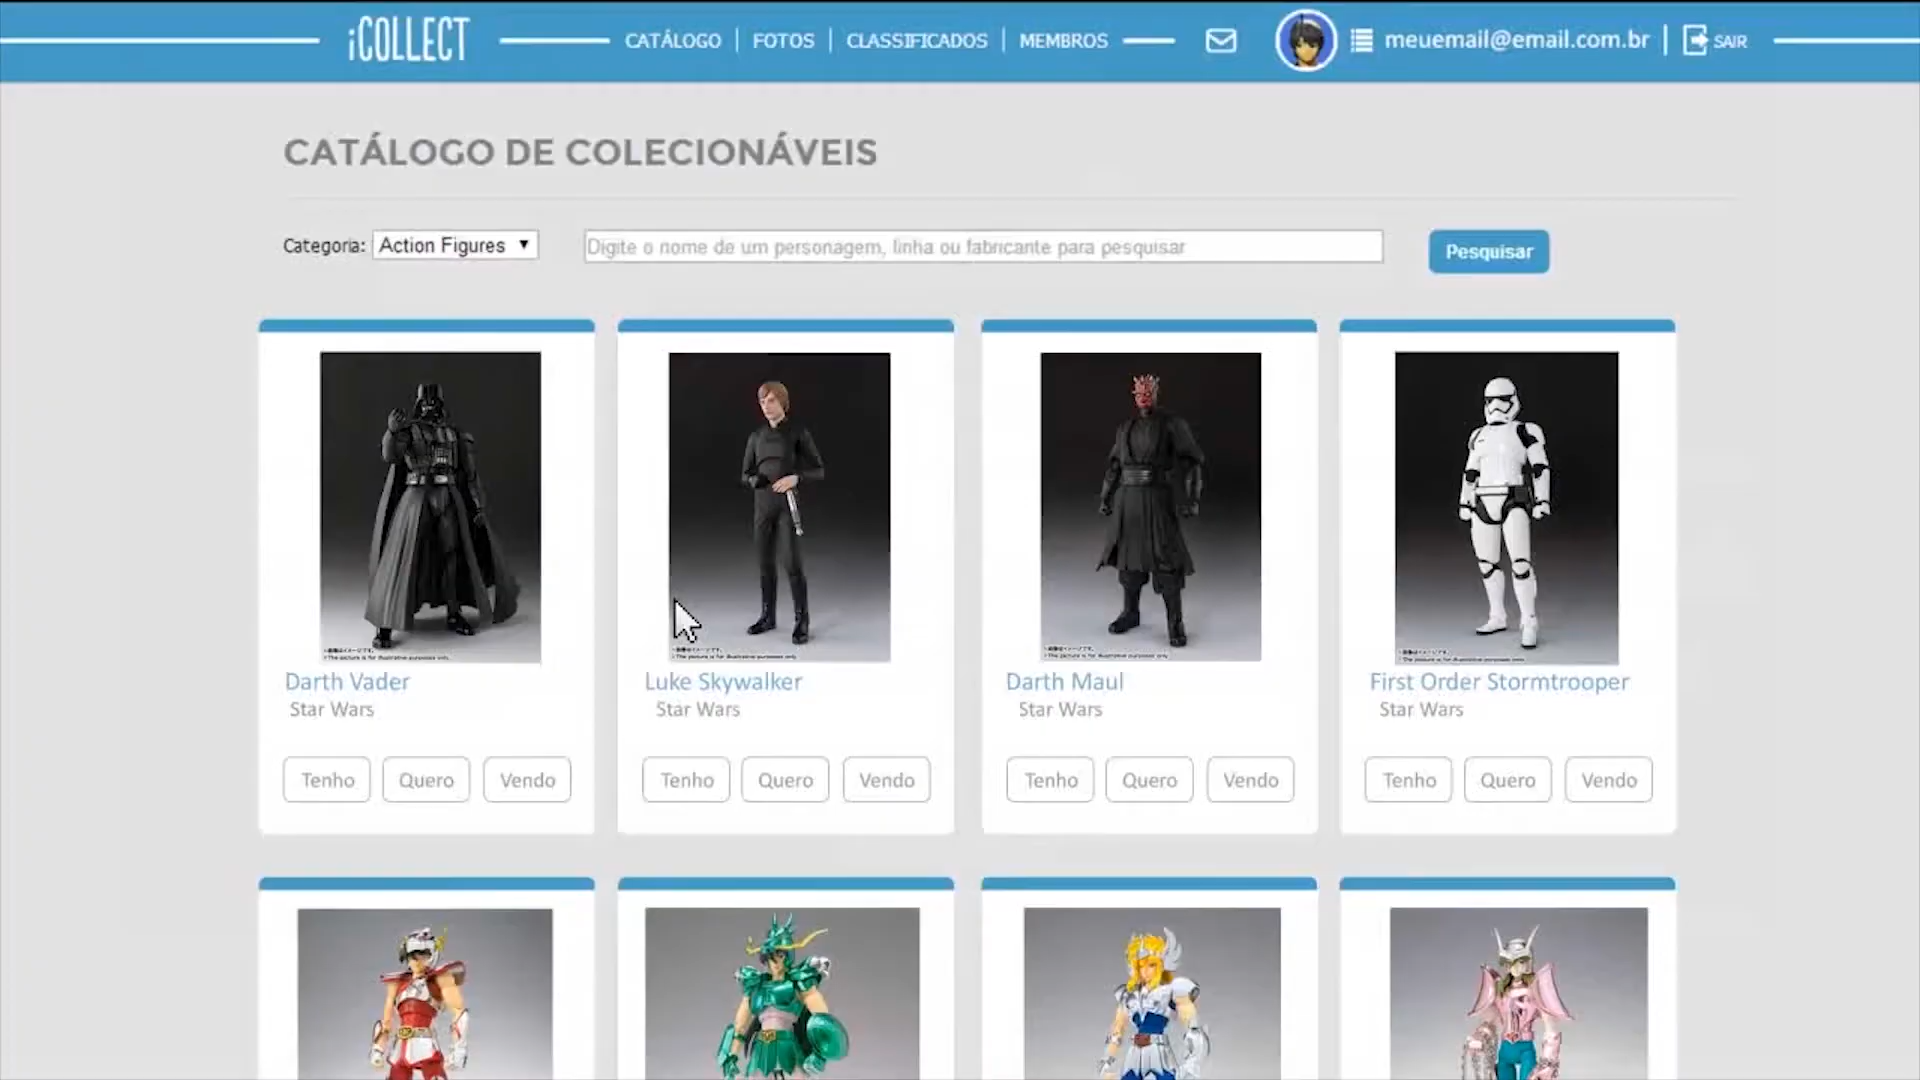 iCOLLECT
CATÁLOGO | FOTOS | CLASSIFICADOS | MEMBROS
meuemail@email.com.br | SAIR
CATÁLOGO DE COLECIONÁVEIS
Categoria: Action Figures ▼
Digite o nome de um personagem, linha ou fabricante para pesquisar
Pesquisar
Darth Vader
Star Wars
Tenho Quero Vendo
Luke Skywalker
Star Wars
Tenho Quero Vendo
Darth Maul
Star Wars
Tenho Quero Vendo
First Order Stormtrooper
Star Wars
Tenho Quero Vendo